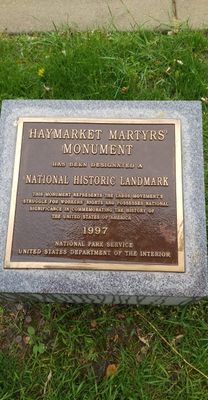 HAYMARKET MARTYRS'
MONUMENT
HAS BEEN DESIGNATED A
NATIONAL HISTORIC LANDMARK
THIS MONUMENT REPRESENTS THE LABOR MOVEMENT'S
STRUGGLE FOR WORKERS' RIGHTS AND POSSESSES NATIONAL
SIGNIFICANCE IN COMMEMORATING THE HISTORY OF
THE UNITED STATES OF AMERICA
1997
NATIONAL PARK SERVICE
UNITED STATES DEPARTMENT OF THE INTERIOR